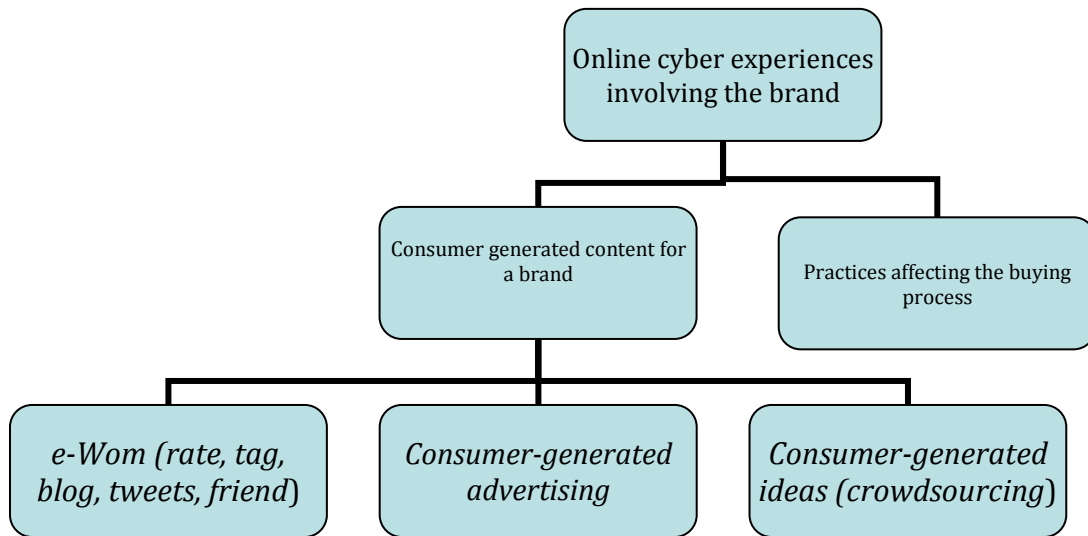 Online cyber experiences
involving the brand
Consumer generated content for
a brand
Practices affecting the buying
process
e-Wom (rate, tag,
blog, tweets, friend)
Consumer-generated
advertising
Consumer-generated
ideas (crowdsourcing)